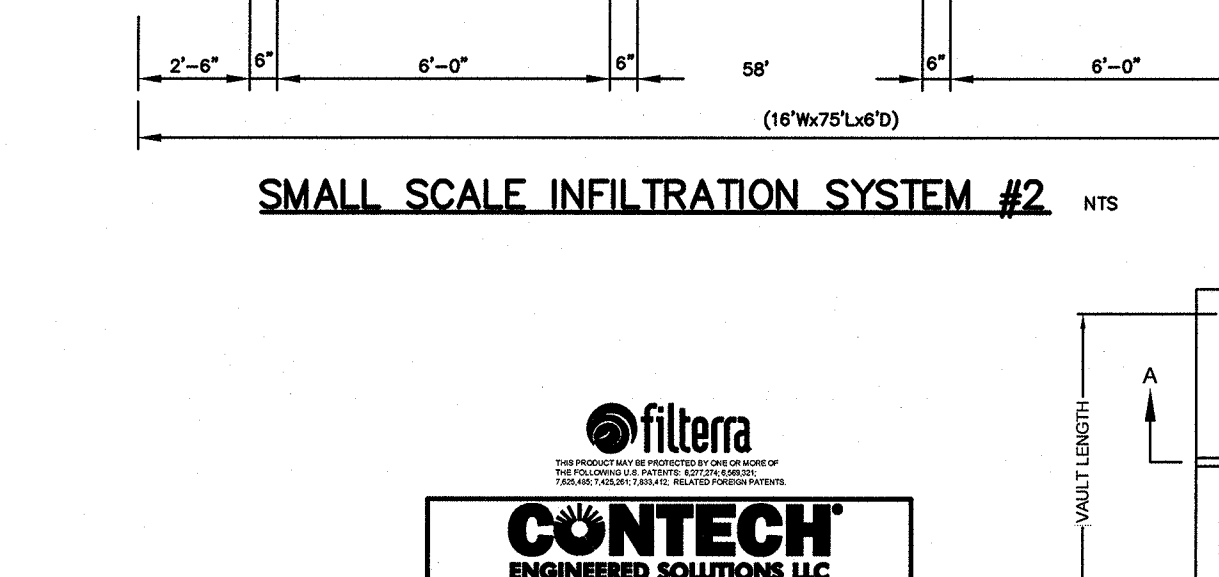 2'-6" 6" 6'-0" 6" 58' 6" 6'-0"
(16'Wx75'Lx6'D)
SMALL SCALE INFILTRATION SYSTEM #2 NTS
A
VAULT LENGTH
filterra
THIS PRODUCT MAY BE PROTECTED BY ONE OR MORE OF
THE FOLLOWING U.S. PATENTS: 6,277,274; 6,569,321;
7,625,485; 7,425,261; 7,833,412; RELATED FOREIGN PATENTS.
CONTECH®
ENGINEERED SOLUTIONS LLC